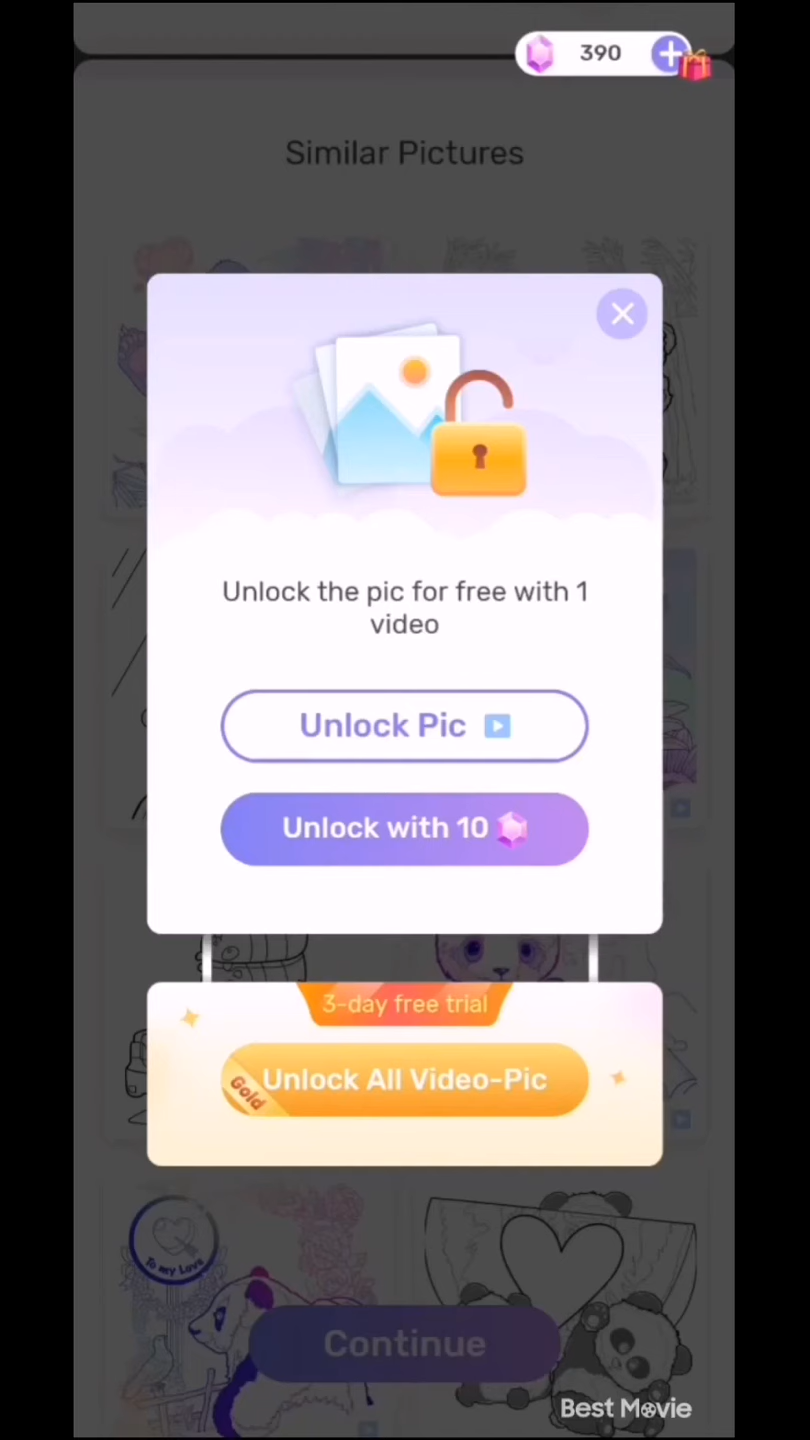 390
Similar Pictures
Unlock the pic for free with 1
video
Unlock Pic
Unlock with 10
3-day free trial
Unlock All Video-Pic
Gold
To my Love
Continue
Best Movie